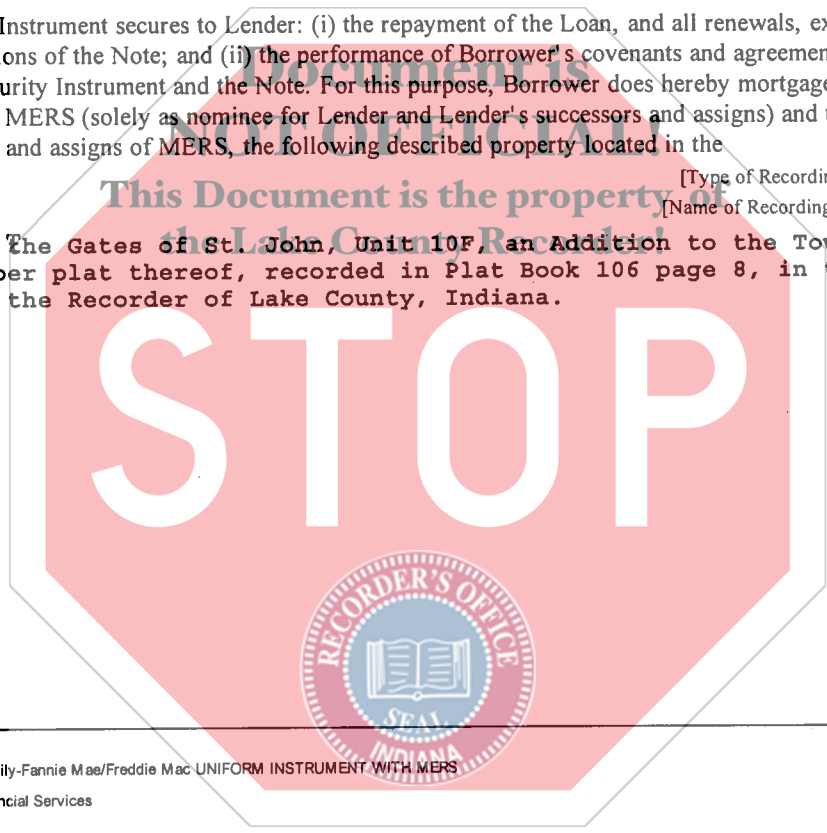 Instrument secures to Lender: (i) the repayment of the Loan, and all renewals, ex
ons of the Note; and (ii) the performance of Borrower's covenants and agreemen
urity Instrument and the Note. For this purpose, Borrower does hereby mortgage
MERS (solely as nominee for Lender and Lender's successors and assigns) and t
and assigns of MERS, the following described property located in the
[Type of Recordin
[Name of Recording
Document is
NOT OFFICIAL!
This Document is the property of
the Lake County Recorder!
The Gates of St. John, Unit 10F, an Addition to the Tow
per plat thereof, recorded in Plat Book 106 page 8, in t
the Recorder of Lake County, Indiana.
STOP
RECORDER'S OFFICE
SEAL
INDIANA
ily-Fannie Mae/Freddie Mac UNIFORM INSTRUMENT WITH MERS
ncial Services